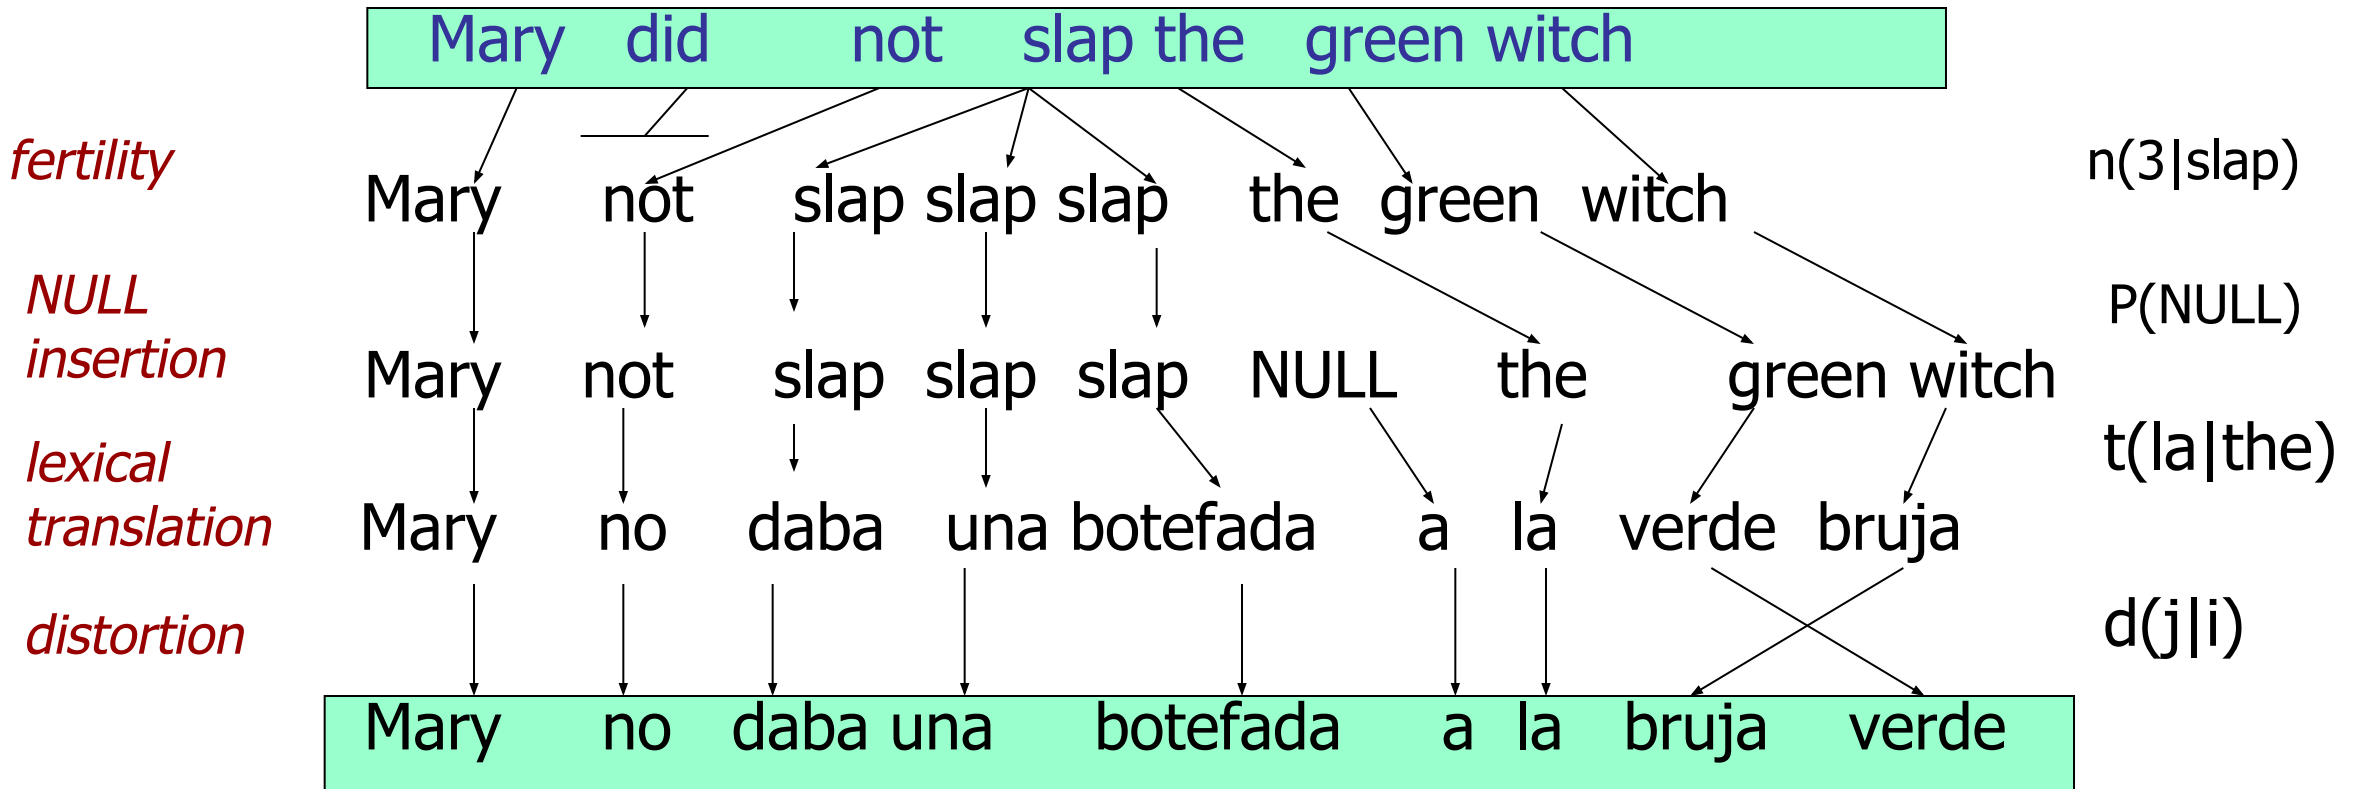 Mary did not slap the green witch
fertility
n(3|slap)
Mary not slap slap slap the green witch
NULL
insertion
P(NULL)
Mary not slap slap slap NULL the green witch
lexical
translation
t(la|the)
Mary no daba una botefada a la verde bruja
distortion
d(j|i)
Mary no daba una botefada a la bruja verde